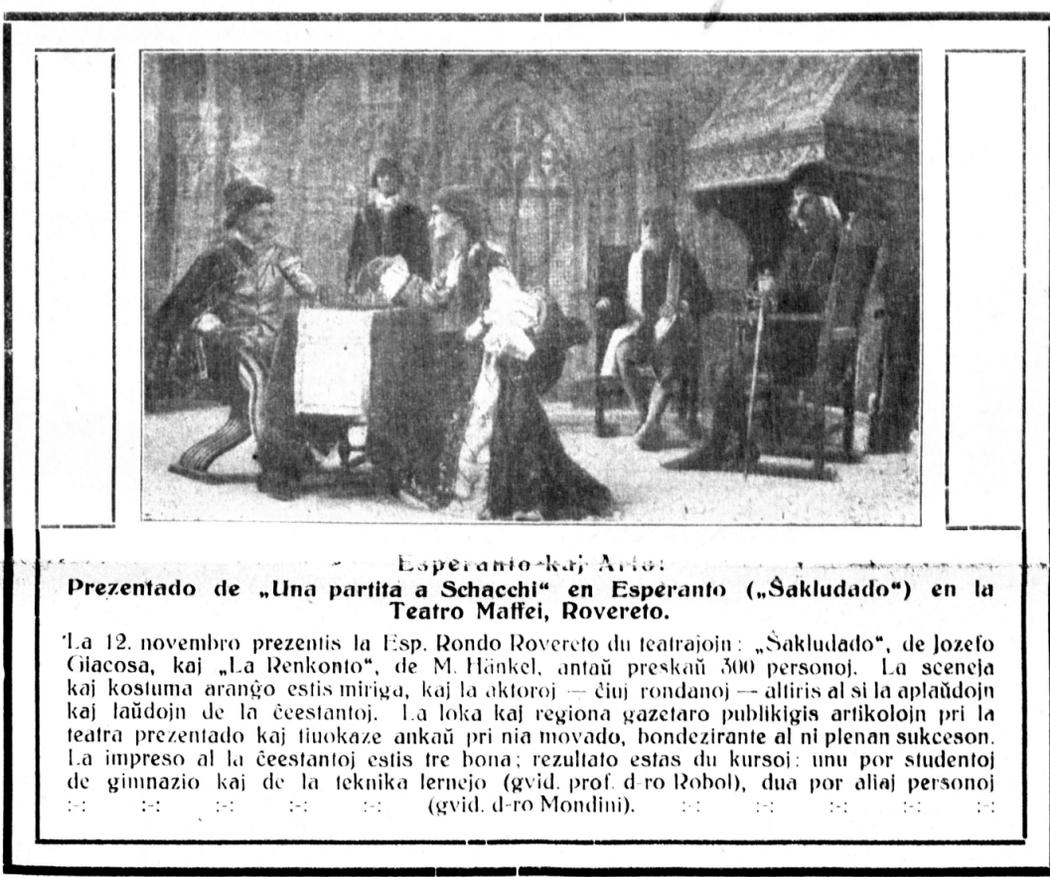 Esperanto kaj Arto:
Prezentado de „Una partita a Schacchi“ en Esperanto („Ŝakludado“) en la
Teatro Maffei, Rovereto.
La 12. novembro prezentis la Esp. Rondo Rovereto du teatrajojn: „Ŝakludado“, de Jozefo
Giacosa, kaj „La Renkonto“, de M. Hänkel, antaŭ preskaŭ 300 personoj. La sceneja
kaj kostuma aranĝo estis miriga, kaj la aktoroj — ĉiuj rondanoj — altiris al si la aplaŭdojn
kaj laŭdojn de la ĉeestantoj. La loka kaj regiona gazetaro publikigis artikolojn pri la
teatra prezentado kaj tiuokaze ankaŭ pri nia movado, bondezirante al ni plenan sukceson.
La impreso al la ĉeestantoj estis tre bona; rezultato estas du kursoj: unu por studentoj
de gimnazio kaj de la teknika lernejo (gvid. prof. d-ro Robol), dua por aliaj personoj
:-: :-: :-: :-: :-: (gvid. d-ro Mondini). :-: :-: :-: :-: :-: